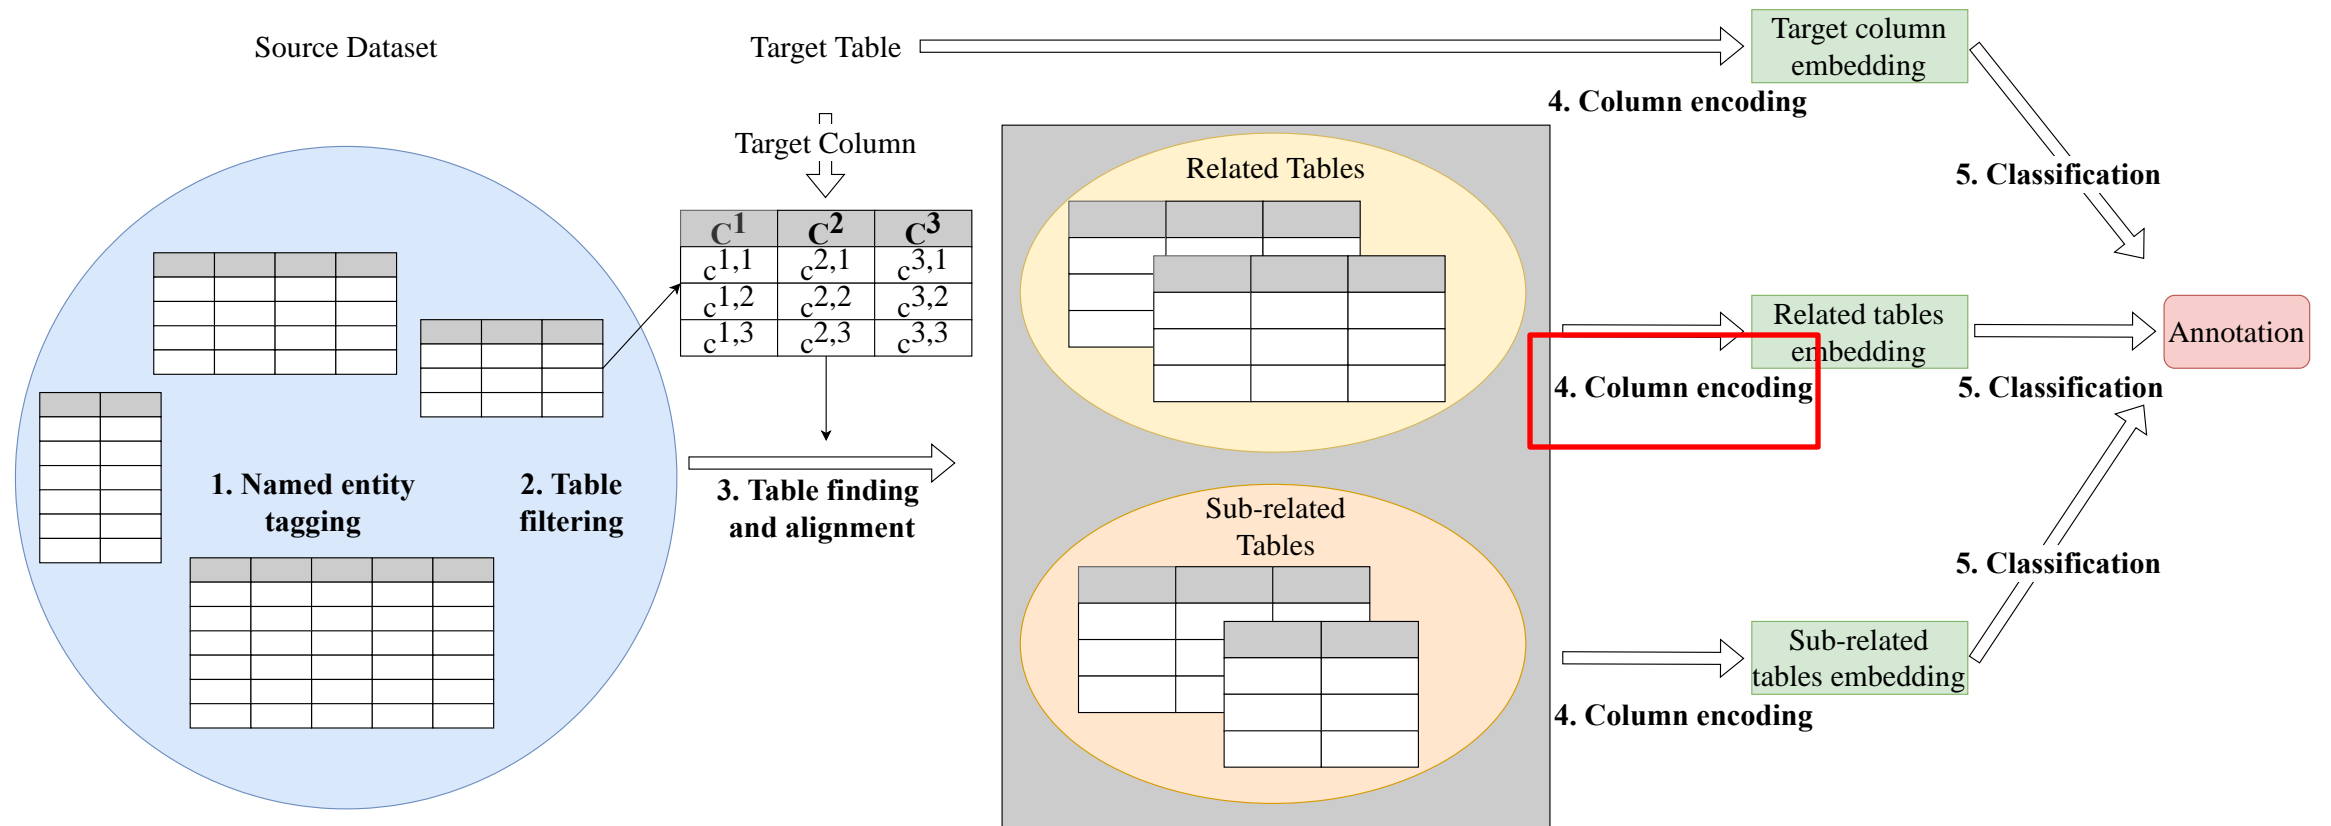 Source Dataset
Target Table
Target column
embedding
4. Column encoding
Target Column
5. Classification
Related Tables
C1 C2 C3
c1,1 c2,1 c3,1
c1,2 c2,2 c3,2
c1,3 c2,3 c3,3
Related tables
embedding
Annotation
4. Column encoding
5. Classification
1. Named entity
tagging
2. Table
filtering
3. Table finding
and alignment
Sub-related
Tables
5. Classification
Sub-related
tables embedding
4. Column encoding